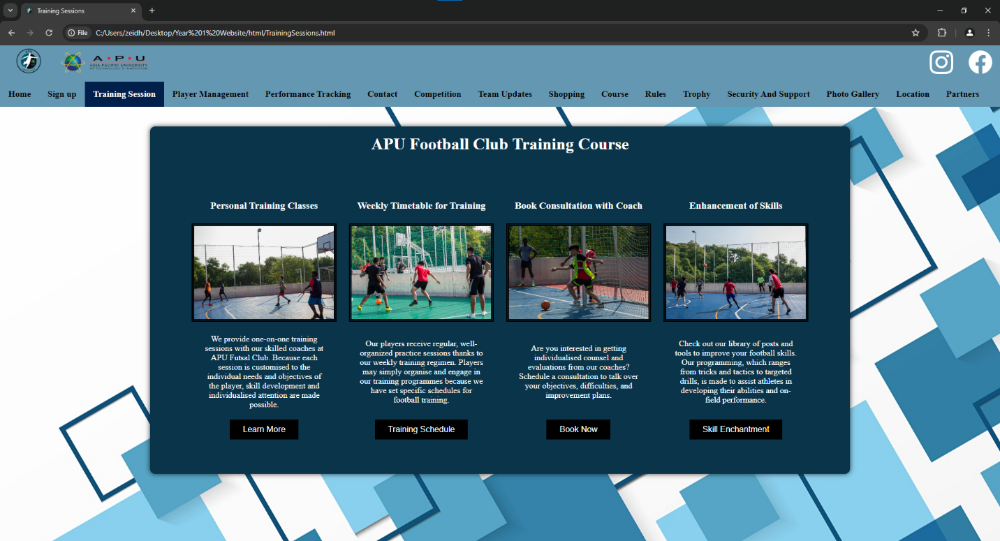 Training Sessions
File C:/Users/zeidh/Desktop/Year%201%20Website/html/TrainingSessions.html
A·P·U
ASIA PACIFIC UNIVERSITY
OF TECHNOLOGY & INNOVATION
Home Sign up Training Session Player Management Performance Tracking Contact Competition Team Updates Shopping Course Rules Trophy Security And Support Photo Gallery Location Partners
APU Football Club Training Course
Personal Training Classes
We provide one-on-one training
sessions with our skilled coaches at
APU Futsal Club. Because each
session is customised to the
individual needs and objectives of
the player, skill development and
individualised attention are made
possible.
Learn More
Weekly Timetable for Training
Our players receive regular, well-
organized practice sessions thanks to
our weekly training regimen. Players
may simply organise and engage in
our training programmes because we
have set specific schedules for
football training.
Training Schedule
Book Consultation with Coach
Are you interested in getting
individualised counsel and
evaluations from our coaches?
Schedule a consultation to talk over
your objectives, difficulties, and
improvement plans.
Book Now
Enhancement of Skills
Check out our library of posts and
tools to improve your football skills.
Our programming, which ranges
from tricks and tactics to targeted
drills, is made to assist athletes in
developing their abilities and on-
field performance.
Skill Enchantment